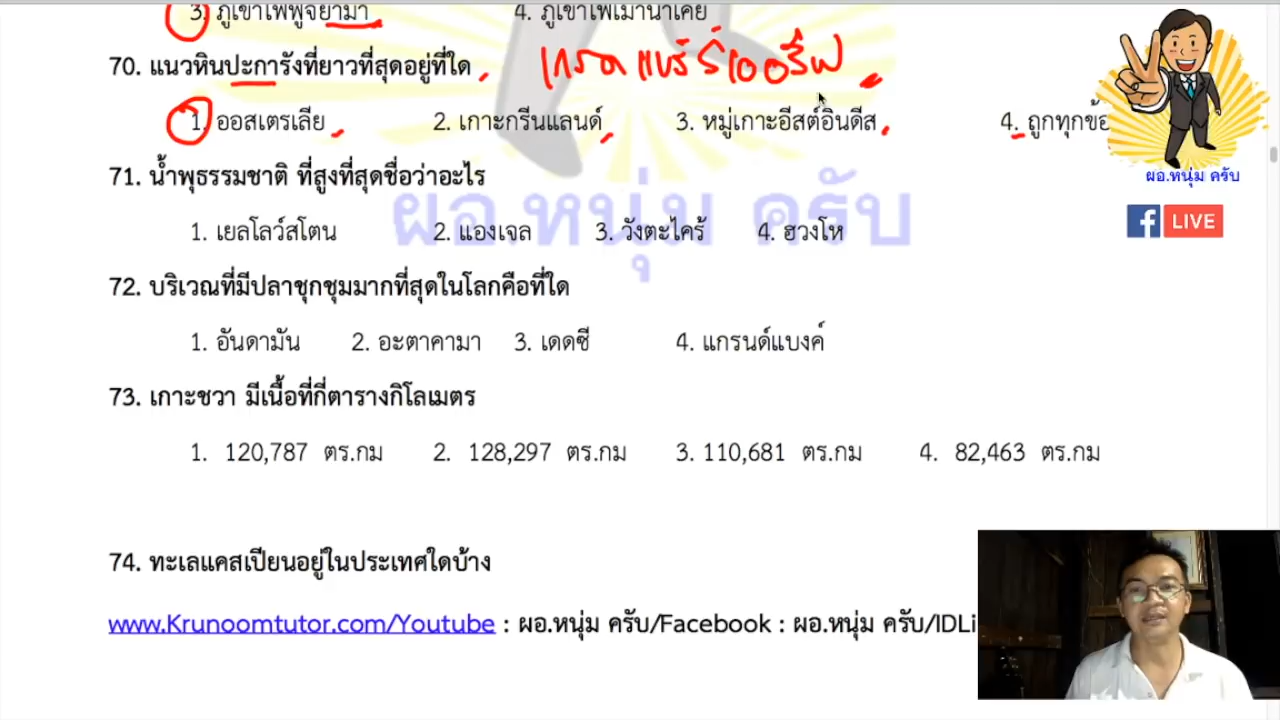 3. ภูเขาไฟฟูจิยามา 4. ภูเขาไฟเมานาเคย
70. แนวหินปะการังที่ยาวที่สุดอยู่ที่ใด เกรดแบร์ริเออรีฟ
1. ออสเตรเลีย 2. เกาะกรีนแลนด์ 3. หมู่เกาะอีสต์อินดีส 4. ถูกทุกข้อ
ผอ.หนุ่ม ครับ
71. น้ำพุธรรมชาติ ที่สูงที่สุดชื่อว่าอะไร
1. เยลโลว์สโตน 2. แองเจล 3. วังตะไคร้ 4. ฮวงโห
ผอ.หนุ่ม ครับ
f LIVE
72. บริเวณที่มีปลาชุกชุมมากที่สุดในโลกคือที่ใด
1. อันดามัน 2. อะตาคามา 3. เดดซี 4. แกรนด์แบงค์
73. เกาะชวา มีเนื้อที่กี่ตารางกิโลเมตร
1. 120,787 ตร.กม 2. 128,297 ตร.กม 3. 110,681 ตร.กม 4. 82,463 ตร.กม
74. ทะเลแคสเปียนอยู่ในประเทศใดบ้าง
www.Krunoomtutor.com/Youtube : ผอ.หนุ่ม ครับ/Facebook : ผอ.หนุ่ม ครับ/IDLi